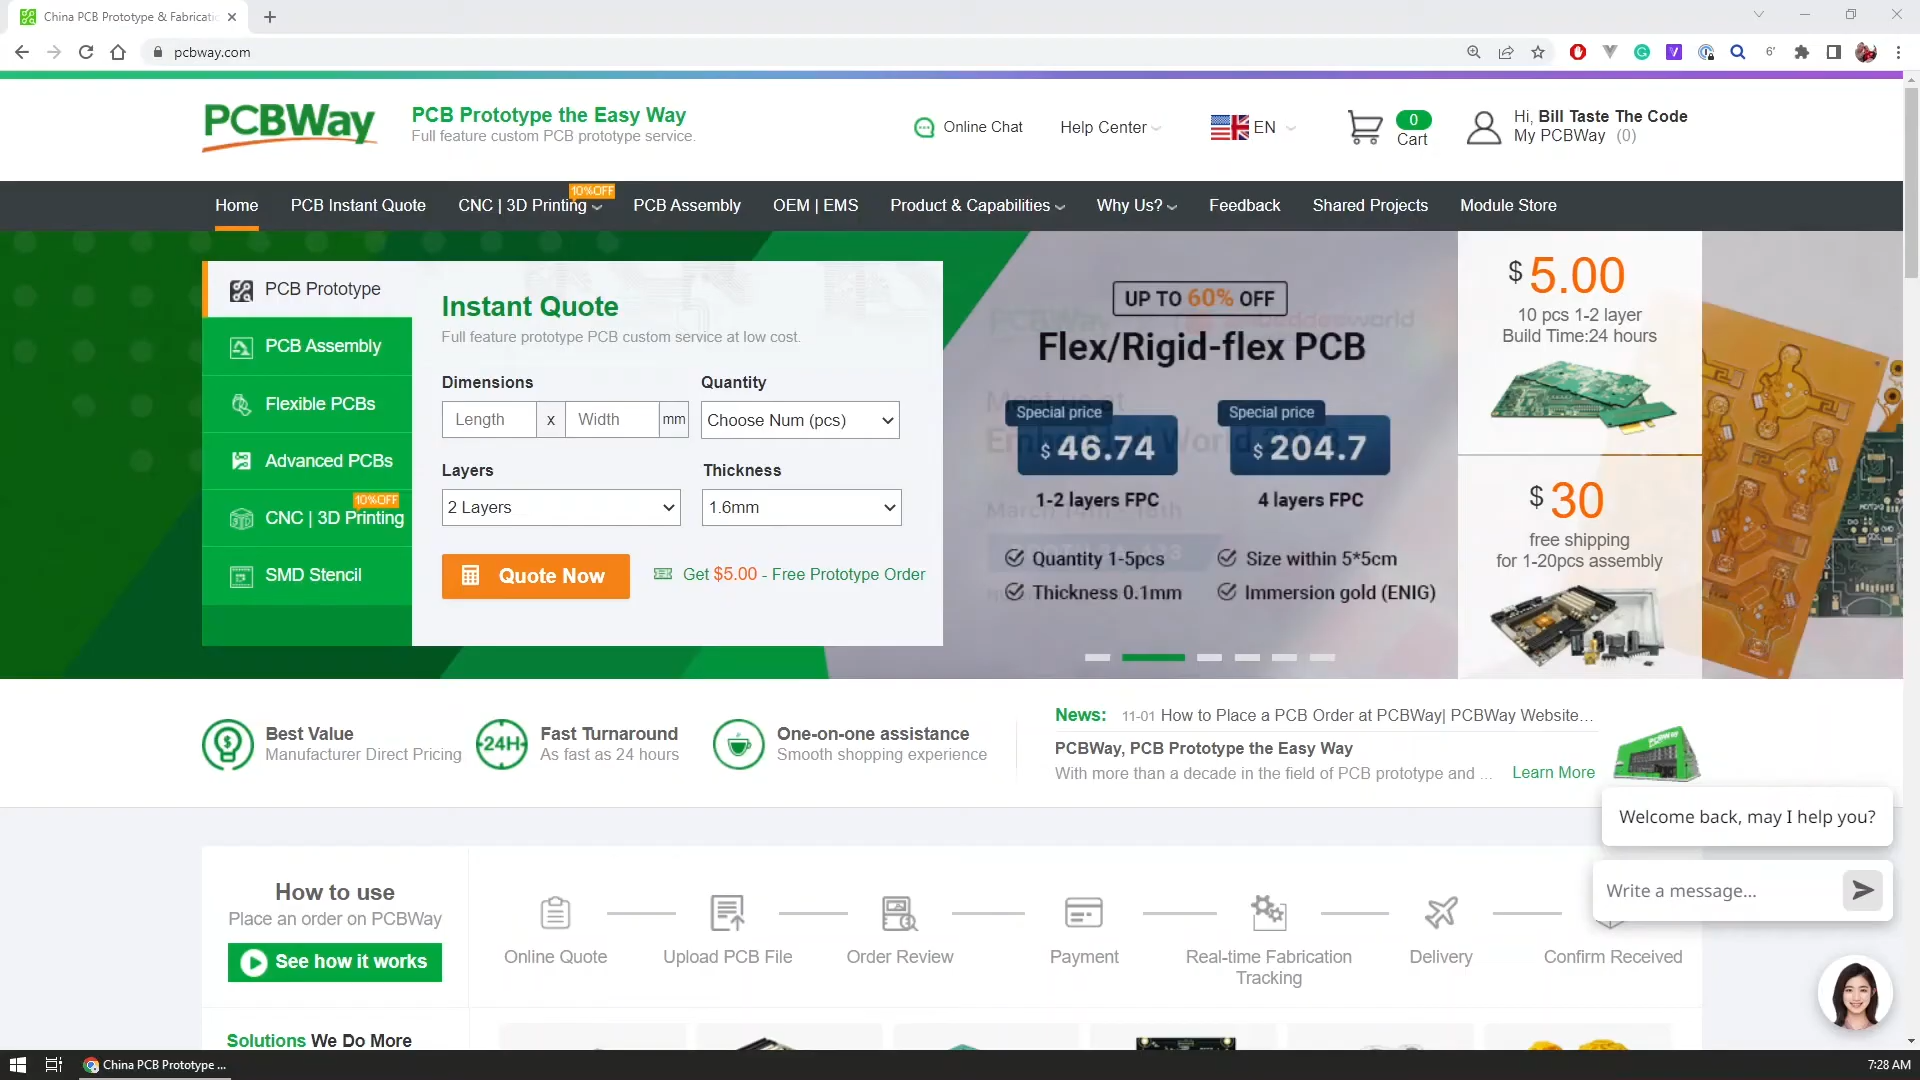 China PCB Prototype & Fabricatio
pcbway.com
PCBWay
PCB Prototype the Easy Way
Full feature custom PCB prototype service.
Online Chat
Help Center
EN
0
Cart
Hi, Bill Taste The Code
My PCBWay (0)
10%OFF
Home
PCB Instant Quote
CNC | 3D Printing
PCB Assembly
OEM | EMS
Product & Capabilities
Why Us?
Feedback
Shared Projects
Module Store
PCB Prototype
PCB Assembly
Flexible PCBs
Advanced PCBs
10%OFF
CNC | 3D Printing
SMD Stencil
Instant Quote
Full feature prototype PCB custom service at low cost.
Dimensions
Quantity
Length
x
Width
mm
Choose Num (pcs)
Layers
Thickness
2 Layers
1.6mm
Quote Now
Get $5.00 - Free Prototype Order
UP TO 60% OFF
Flex/Rigid-flex PCB
Special price
$ 46.74
1-2 layers FPC
Special price
$ 204.7
4 layers FPC
Quantity 1-5pcs
Size within 5*5cm
Thickness 0.1mm
Immersion gold (ENIG)
$ 5.00
10 pcs 1-2 layer
Build Time:24 hours
$ 30
free shipping
for 1-20pcs assembly
Best Value
Manufacturer Direct Pricing
24H
Fast Turnaround
As fast as 24 hours
One-on-one assistance
Smooth shopping experience
News: 11-01 How to Place a PCB Order at PCBWay| PCBWay Website...
PCBWay, PCB Prototype the Easy Way
With more than a decade in the field of PCB prototype and ... Learn More
Welcome back, may I help you?
Write a message...
How to use
Place an order on PCBWay
See how it works
Online Quote
Upload PCB File
Order Review
Payment
Real-time Fabrication
Tracking
Delivery
Confirm Received
Solutions We Do More
China PCB Prototype ...
7:28 AM